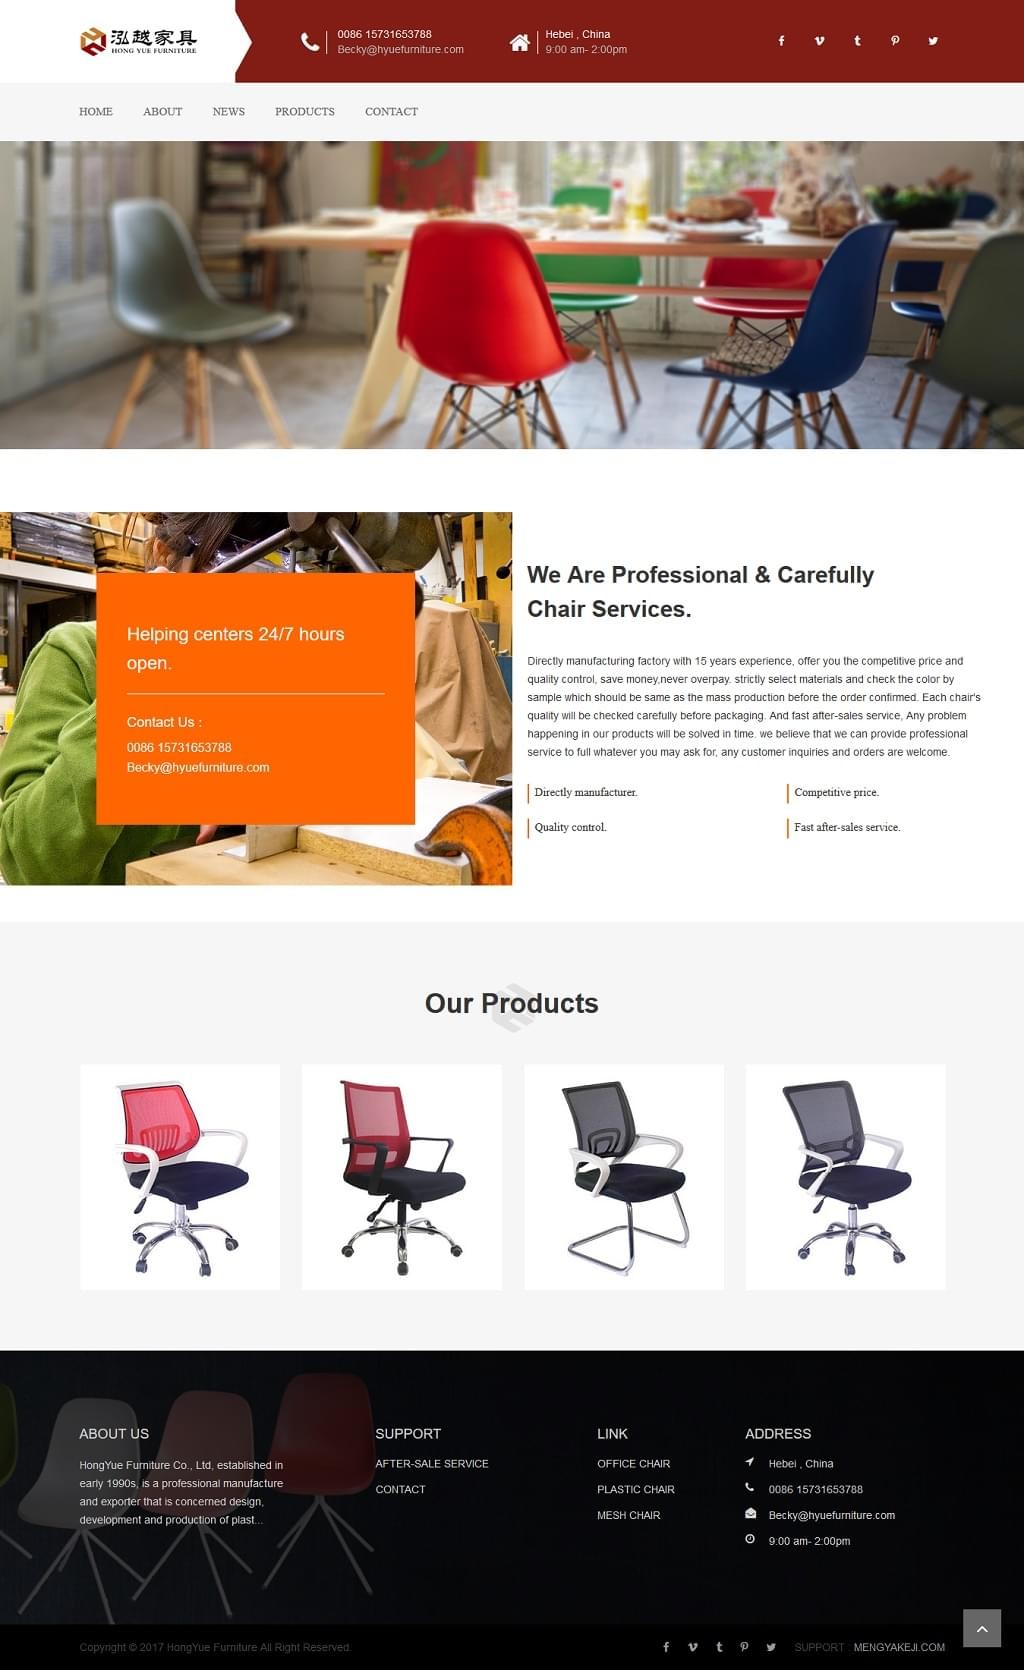 泓越家具
HONG YUE FURNITURE
0086 15731653788
Becky@hyuefurniture.com
Hebei , China
9:00 am- 2:00pm
HOME ABOUT NEWS PRODUCTS CONTACT
Helping centers 24/7 hours
open.
Contact Us :
0086 15731653788
Becky@hyuefurniture.com
We Are Professional & Carefully
Chair Services.
Directly manufacturing factory with 15 years experience, offer you the competitive price and
quality control, save money,never overpay. strictly select materials and check the color by
sample which should be same as the mass production before the order confirmed. Each chair's
quality will be checked carefully before packaging. And fast after-sales service, Any problem
happening in our products will be solved in time. we believe that we can provide professional
service to full whatever you may ask for, any customer inquiries and orders are welcome.
Directly manufacturer. Competitive price.
Quality control. Fast after-sales service.
Our Products
ABOUT US
HongYue Furniture Co., Ltd, established in
early 1990s, is a professional manufacture
and exporter that is concerned design,
development and production of plast...
SUPPORT
AFTER-SALE SERVICE
CONTACT
LINK
OFFICE CHAIR
PLASTIC CHAIR
MESH CHAIR
ADDRESS
Hebei , China
0086 15731653788
Becky@hyuefurniture.com
9:00 am- 2:00pm
Copyright © 2017 HongYue Furniture All Right Reserved.
SUPPORT : MENGYAKEJI.COM